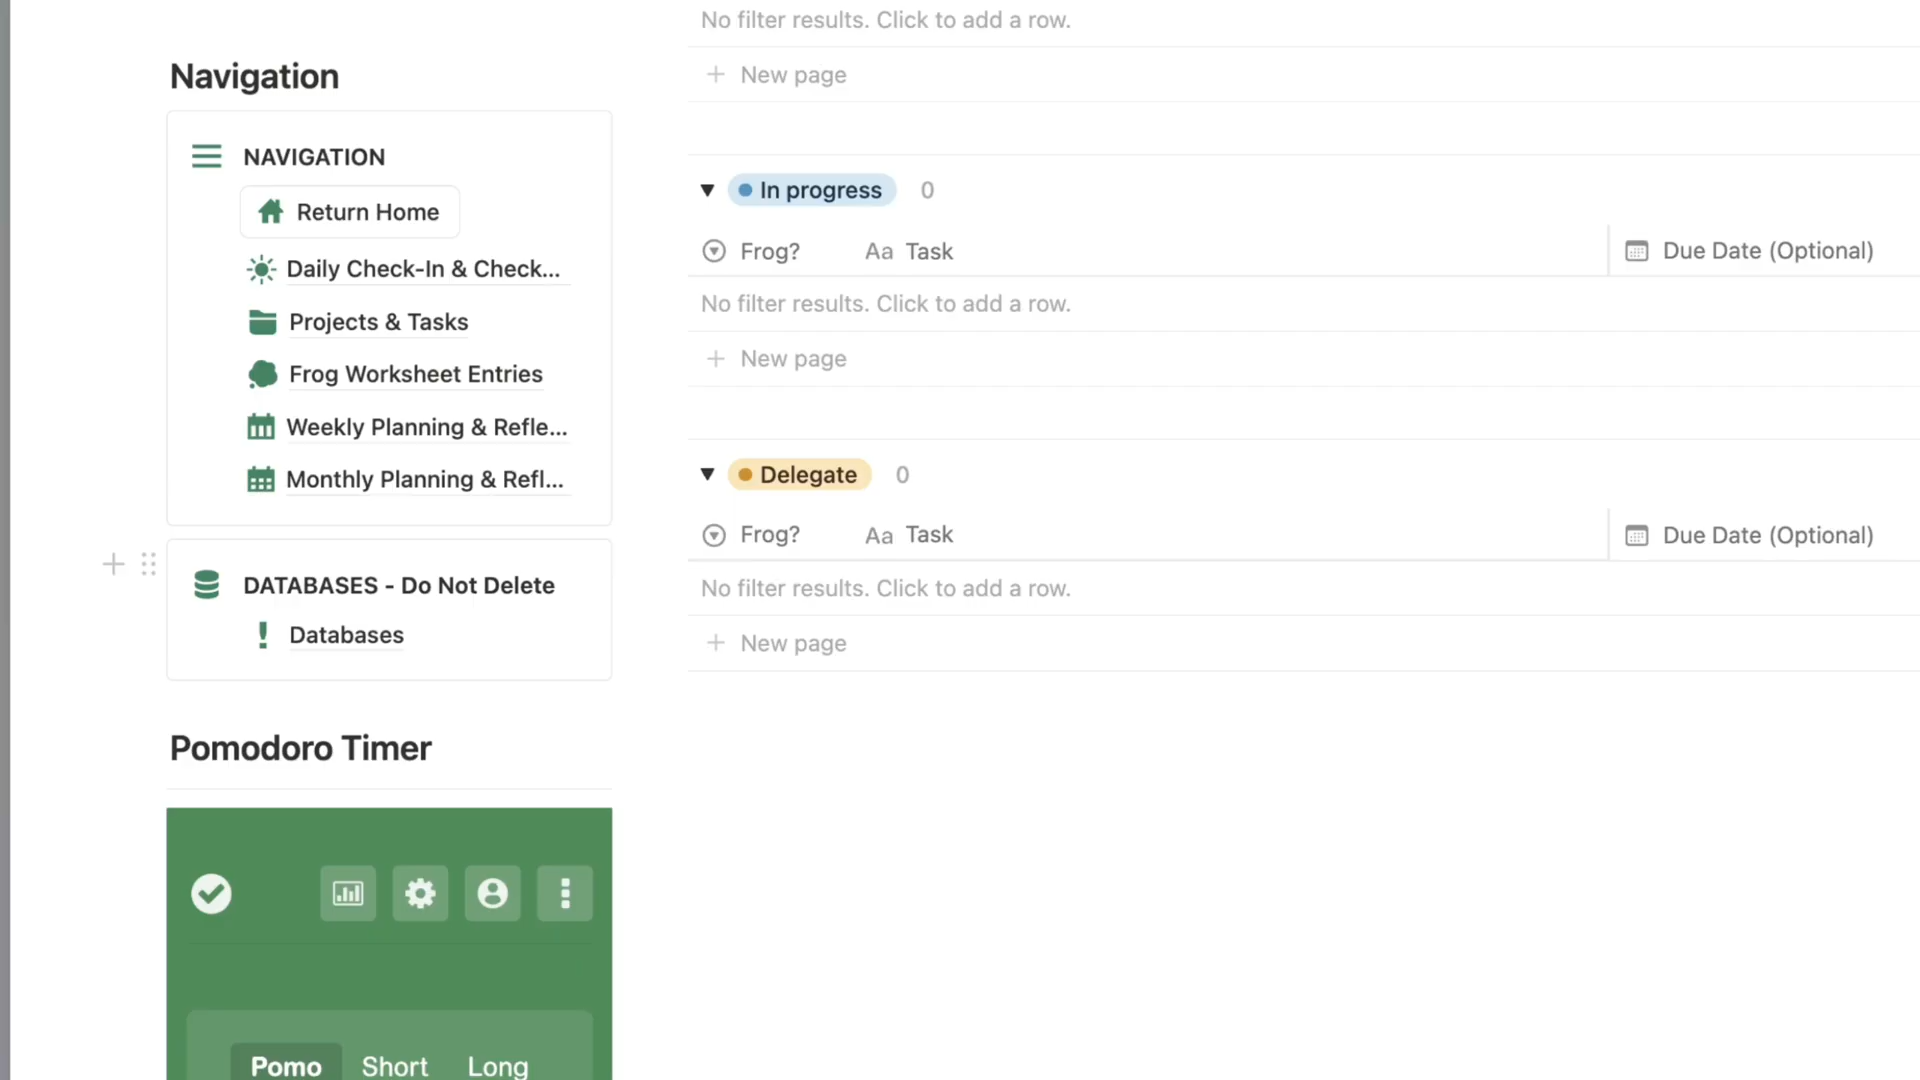 Navigation
NAVIGATION
Return Home
Daily Check-In & Check...
Projects & Tasks
Frog Worksheet Entries
Weekly Planning & Refle...
Monthly Planning & Refl...
DATABASES - Do Not Delete
Databases
Pomodoro Timer
Pomo Short Long
No filter results. Click to add a row.
New page
In progress 0
Frog? Aa Task Due Date (Optional)
No filter results. Click to add a row.
New page
Delegate 0
Frog? Aa Task Due Date (Optional)
No filter results. Click to add a row.
New page